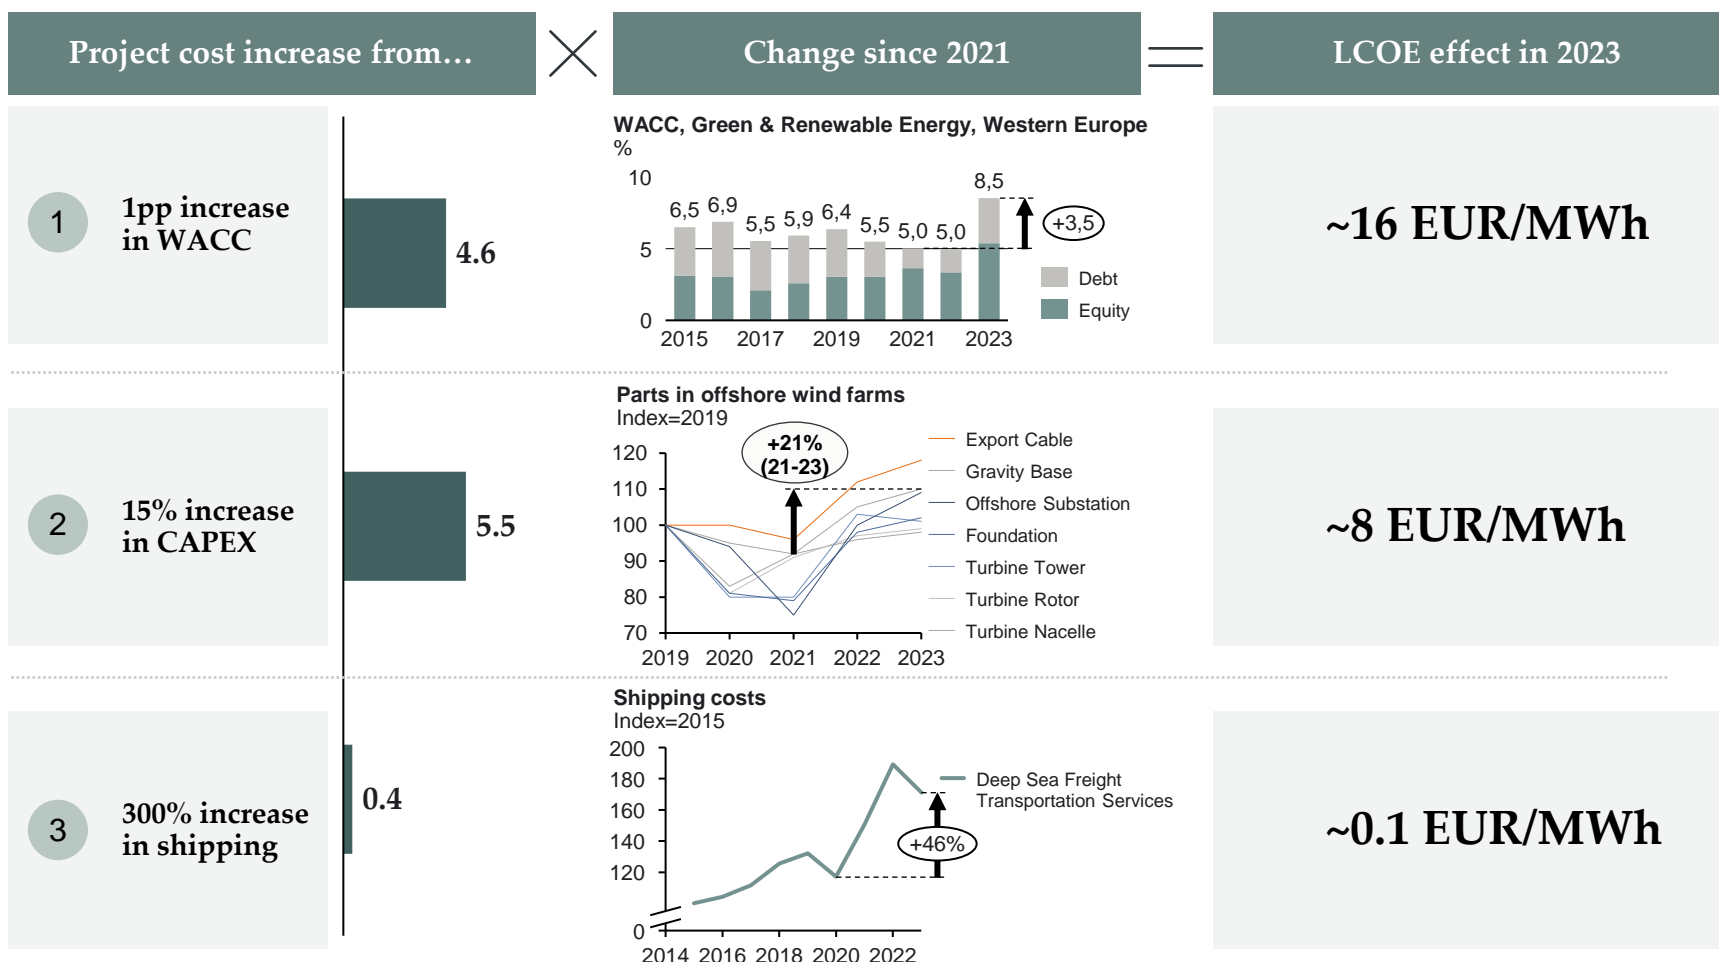 Project cost increase from…
Change since 2021
LCOE effect in 2023
1
1pp increase
in WACC
4.6
WACC, Green & Renewable Energy, Western Europe
%
10
5
0
6,5
6,9
5,5
5,9
6,4
5,5
5,0
5,0
8,5
+3,5
Debt
Equity
2015
2017
2019
2021
2023
~16 EUR/MWh
2
15% increase
in CAPEX
5.5
Parts in offshore wind farms
Index=2019
+21%
(21-23)
120
110
100
90
80
70
2019
2020
2021
2022
2023
Export Cable
Gravity Base
Offshore Substation
Foundation
Turbine Tower
Turbine Rotor
Turbine Nacelle
~8 EUR/MWh
3
300% increase
in shipping
0.4
Shipping costs
Index=2015
200
180
160
140
120
0
2014
2016
2018
2020
2022
Deep Sea Freight
Transportation Services
+46%
~0.1 EUR/MWh